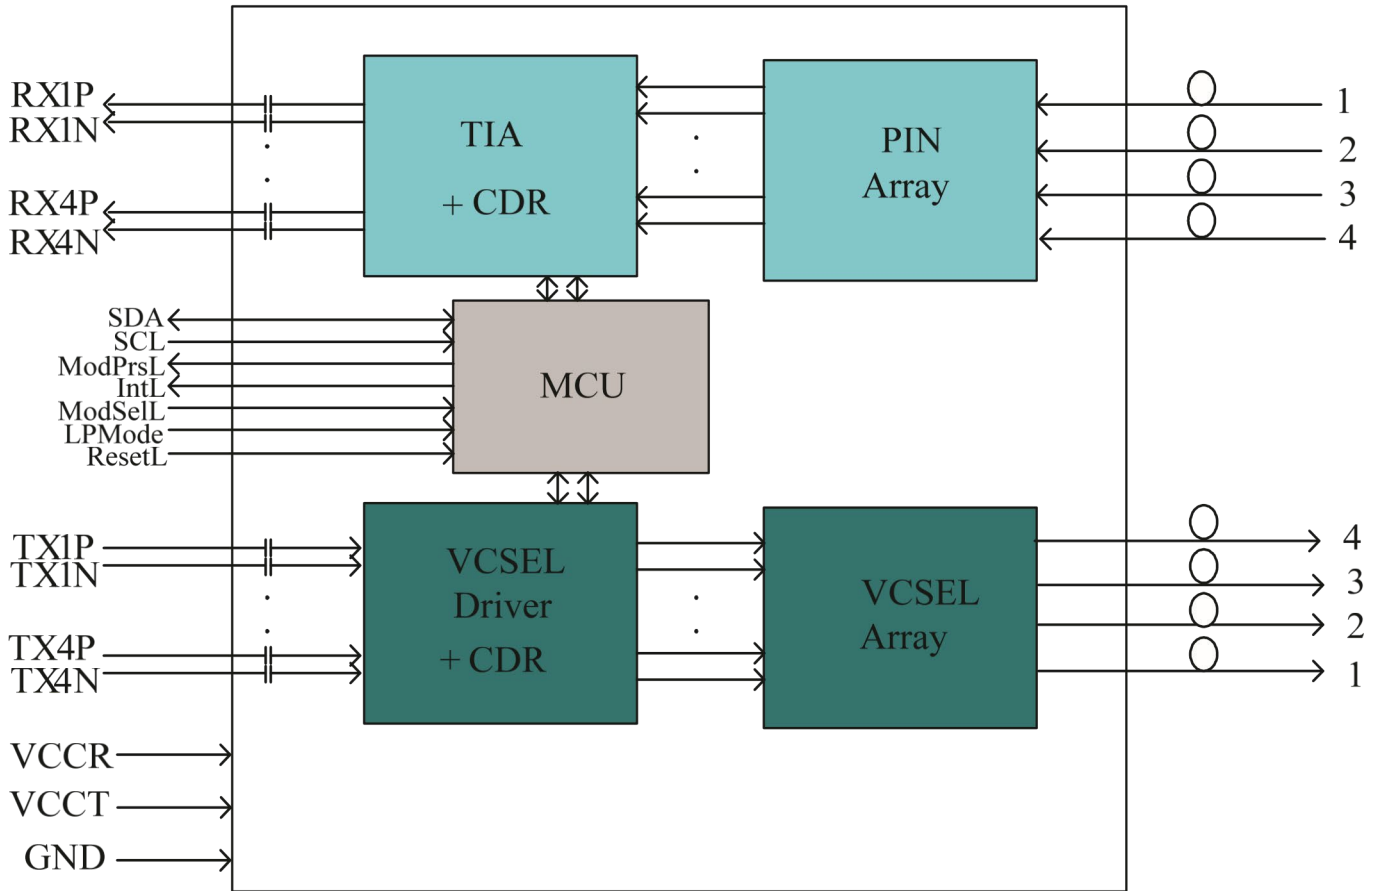 RX1P
RX1N
RX4P
RX4N
TIA
+ CDR
PIN
Array
1
2
3
4
SDA
SCL
ModPrsL
IntL
ModSelL
LPMode
ResetL
MCU
TX1P
TX1N
TX4P
TX4N
VCSEL
Driver
+ CDR
VCSEL
Array
4
3
2
1
VCCR
VCCT
GND